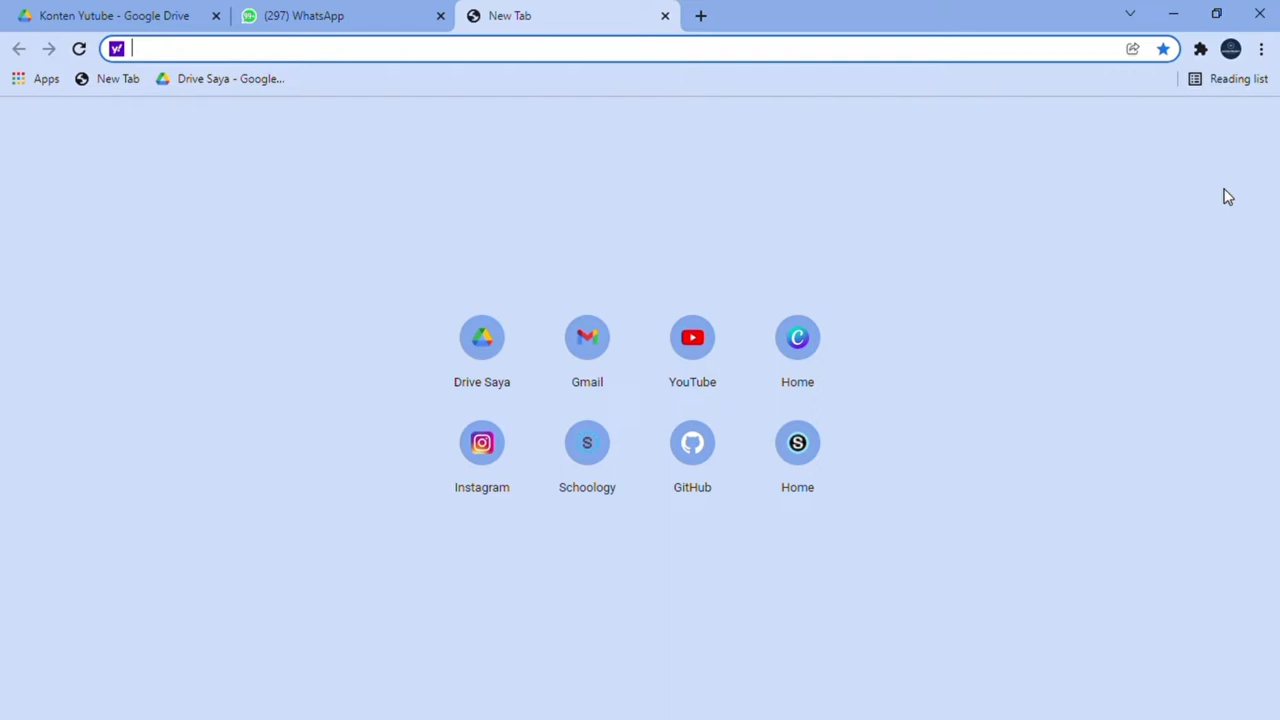 Konten Yutube - Google Drive
99+
(297) WhatsApp
New Tab
y!
Apps
New Tab
Drive Saya - Google...
Reading list
Drive Saya
Gmail
YouTube
Home
Instagram
Schoology
GitHub
Home